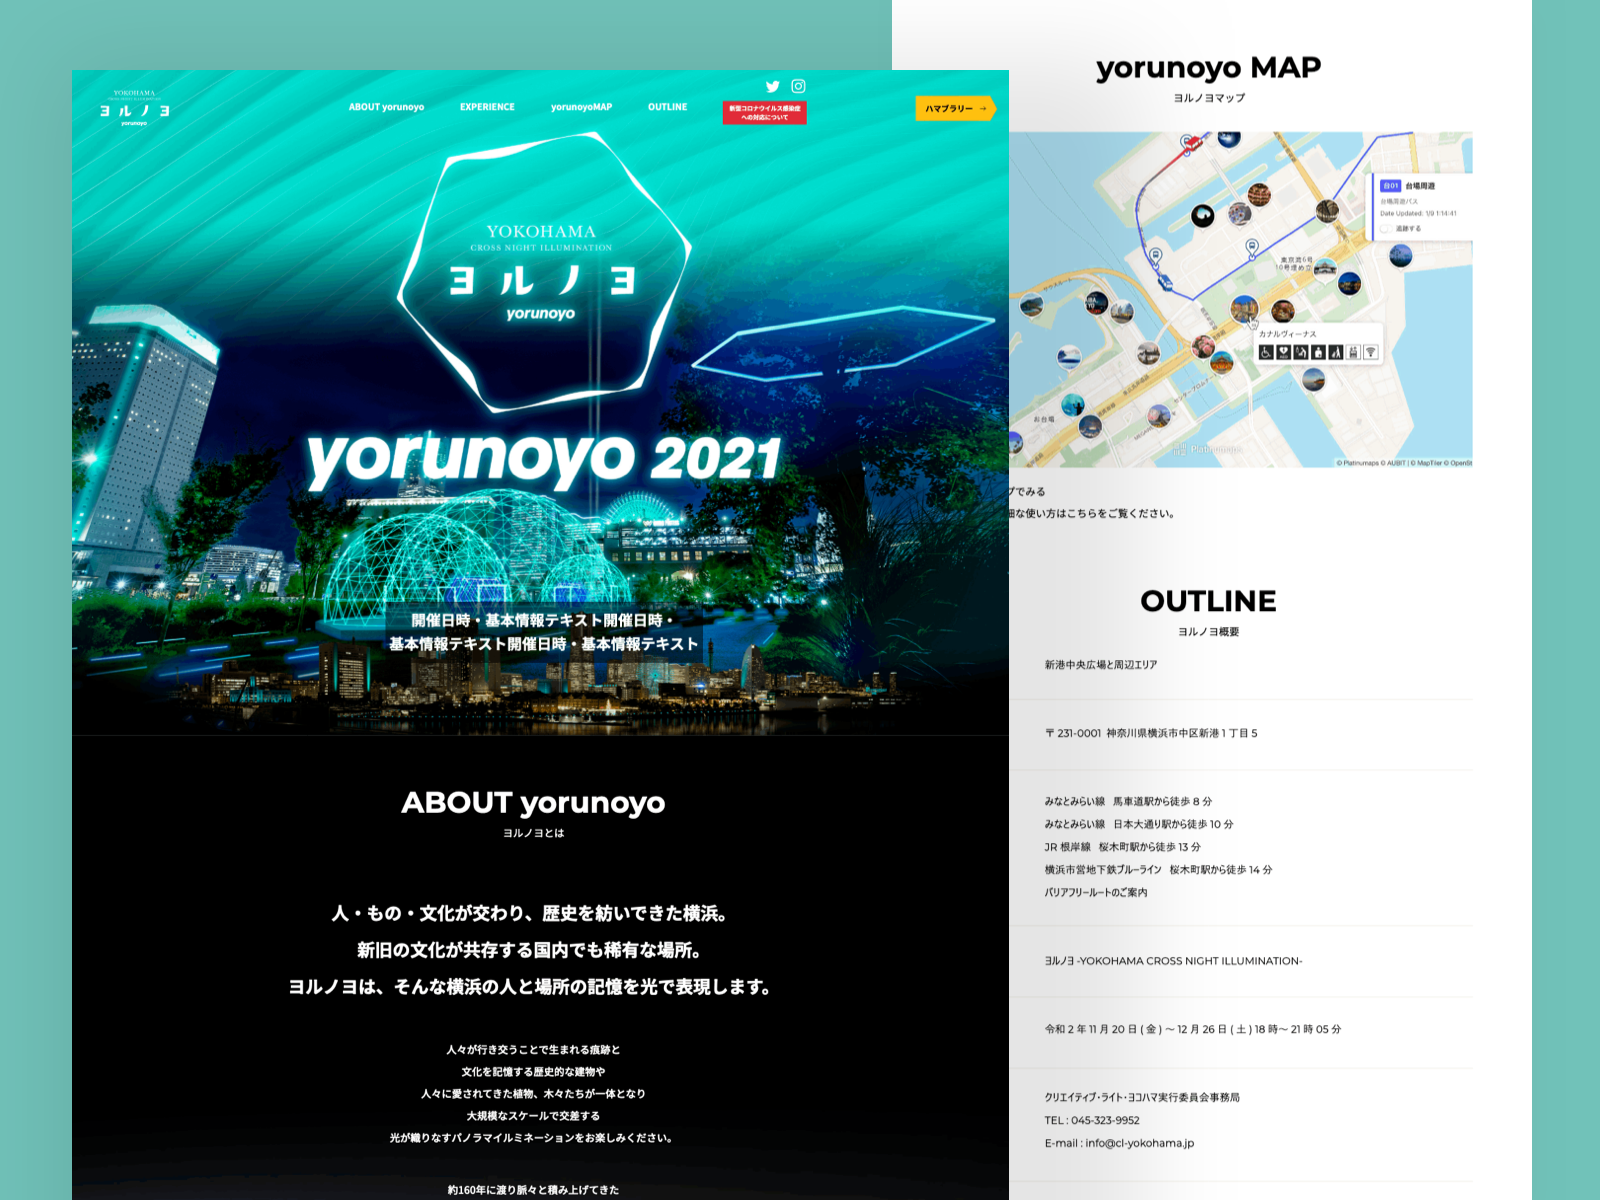 YOKOHAMA
ヨルノヨ
yorunoyo
ABOUT yorunoyo
EXPERIENCE
yorunoyoMAP
OUTLINE
新型コロナウイルス感染症
への対応について
ハマブラリー →
YOKOHAMA
CROSS NIGHT ILLUMINATION
ヨルノヨ
yorunoyo
yorunoyo 2021
開催日時・基本情報テキスト開催日時・
基本情報テキスト開催日時・基本情報テキスト
ABOUT yorunoyo
ヨルノヨとは
人・もの・文化が交わり、歴史を紡いできた横浜。
新旧の文化が共存する国内でも稀有な場所。
ヨルノヨは、そんな横浜の人と場所の記憶を光で表現します。
人々が行き交うことで生まれる痕跡と
文化を記憶する歴史的な建物や
人々に愛されてきた植物、木々たちが一体となり
大規模なスケールで交差する
光が織りなすパノラマイルミネーションをお楽しみください。
約160年に渡り脈々と積み上げてきた
yorunoyo MAP
ヨルノヨマップ
台01 台場周遊
台場周遊バス
Date Updated: 1/9 1:14:41
追跡する
東京湾6号
10号埋め立
カナルヴィーナス
お台場
Platinumaps
© Platinumaps © AUBIT | © MapTiler © OpenSt
プでみる
細な使い方はこちらをご覧ください。
OUTLINE
ヨルノヨ概要
新港中央広場と周辺エリア
〒231-0001 神奈川県横浜市中区新港1丁目5
みなとみらい線 馬車道駅から徒歩 8 分
みなとみらい線 日本大通り駅から徒歩 10 分
JR 根岸線 桜木町駅から徒歩 13 分
横浜市営地下鉄ブルーライン 桜木町駅から徒歩 14 分
バリアフリールートのご案内
ヨルノヨ -YOKOHAMA CROSS NIGHT ILLUMINATION-
令和 2 年 11 月 20 日 ( 金 ) 〜 12 月 26 日 ( 土 ) 18 時〜 21 時 05 分
クリエイティブ・ライト・ヨコハマ実行委員会事務局
TEL : 045-323-9952
E-mail : info@cl-yokohama.jp